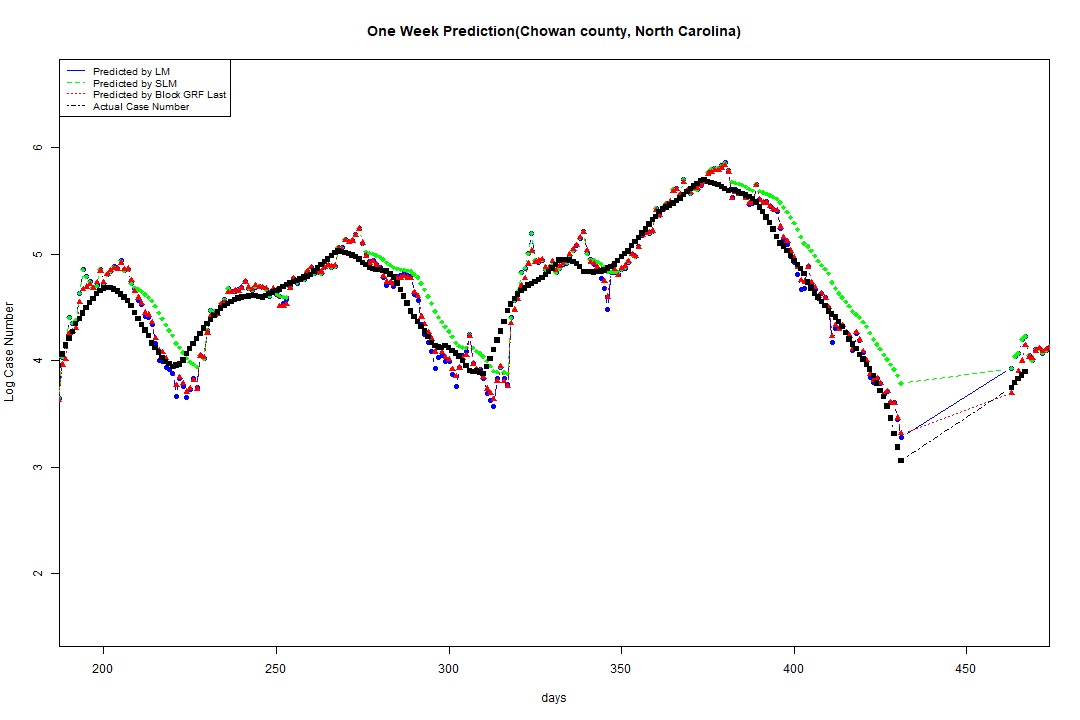 One Week Prediction(Chowan county, North Carolina)
Predicted by LM
Predicted by SLM
Predicted by Block GRF Last
Actual Case Number
6
5
4
3
2
Log Case Number
200 250 300 350 400 450
days